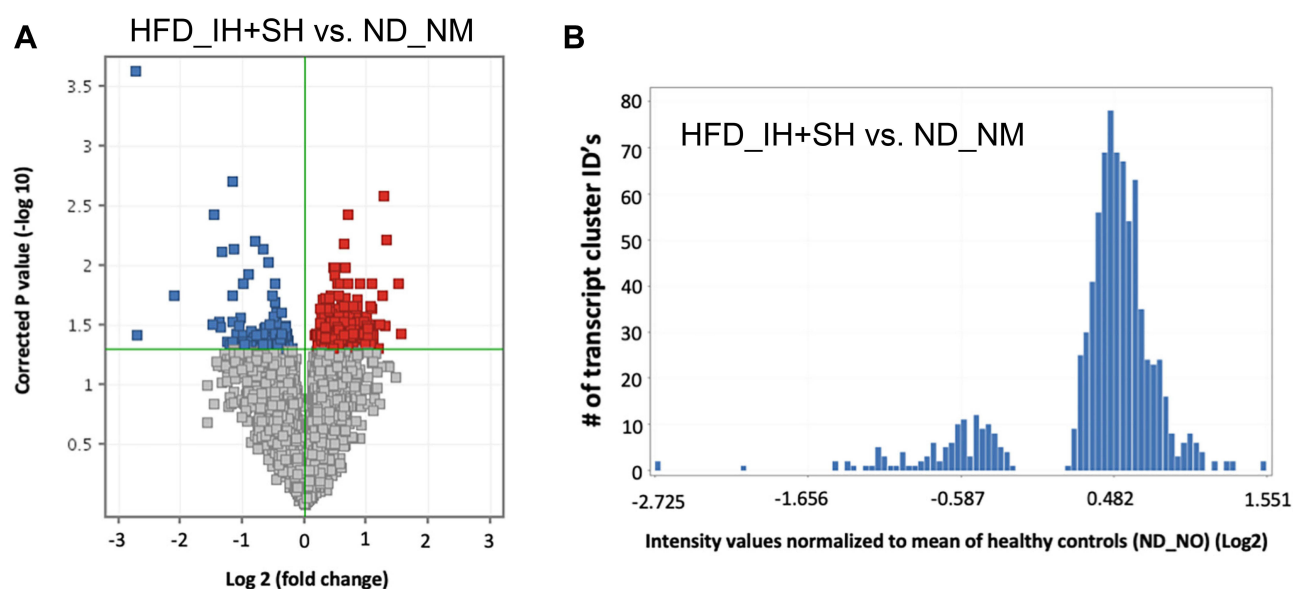 A
HFD_IH+SH vs. ND_NM
Corrected P value (-log 10)
3.5
3
2.5
2
1.5
1
0.5
-3 -2 -1 0 1 2 3
Log 2 (fold change)
B
HFD_IH+SH vs. ND_NM
# of transcript cluster ID's
80
70
60
50
40
30
20
10
0
-2.725 -1.656 -0.587 0.482 1.551
Intensity values normalized to mean of healthy controls (ND_NO) (Log2)